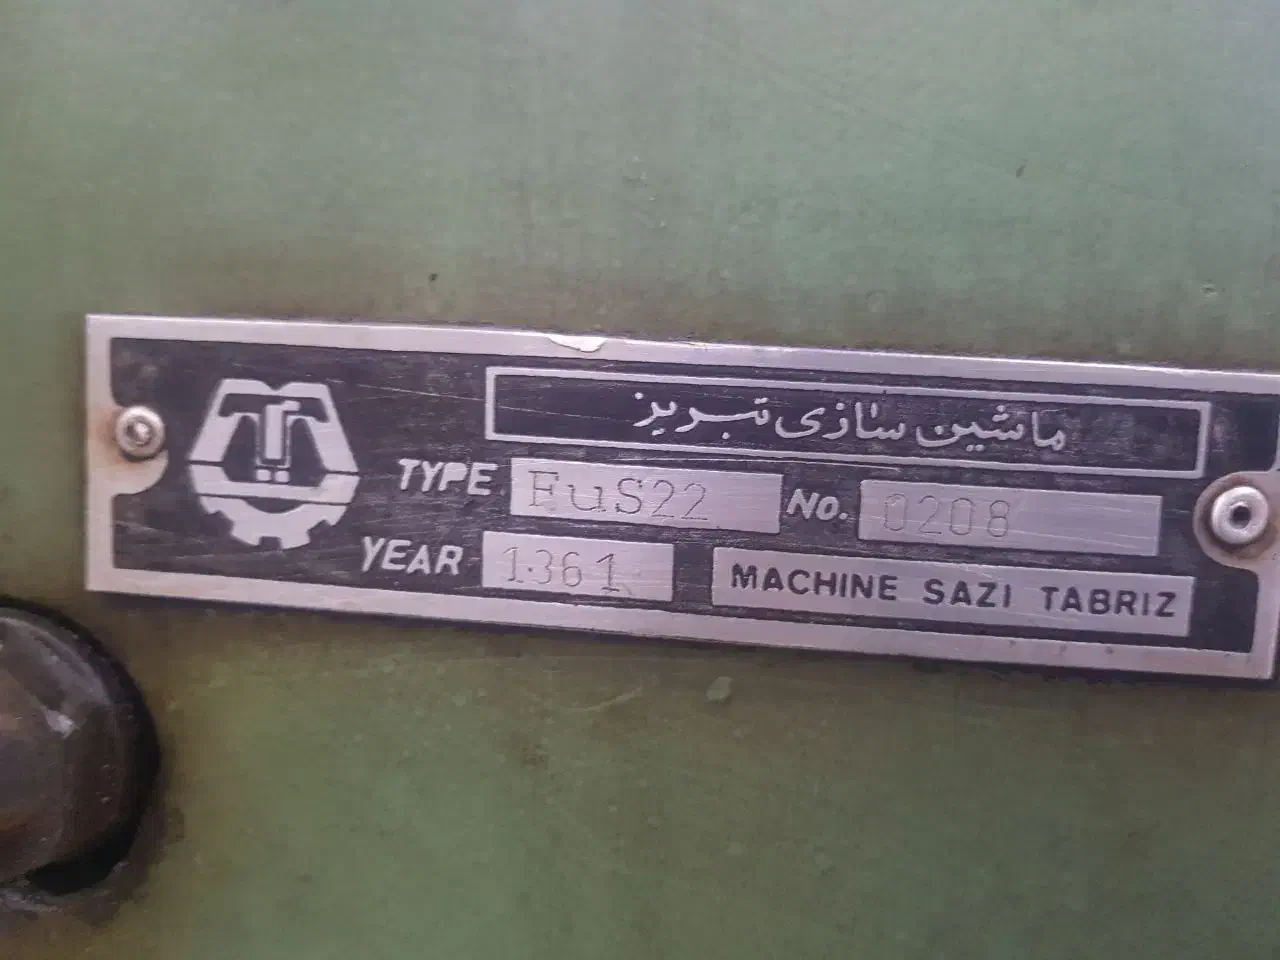 ماشین سازی تبریز
TYPE FuS22 No. 0208
YEAR 1361 MACHINE SAZI TABRIZ